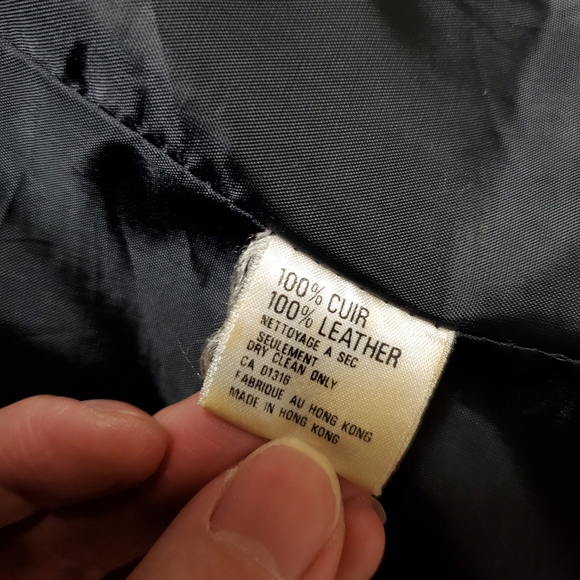 100% CUIR
100% LEATHER
NETTOYAGE A SEC
SEULEMENT
DRY CLEAN ONLY
CA 01316
FABRIQUE AU HONG KONG
MADE IN HONG KONG